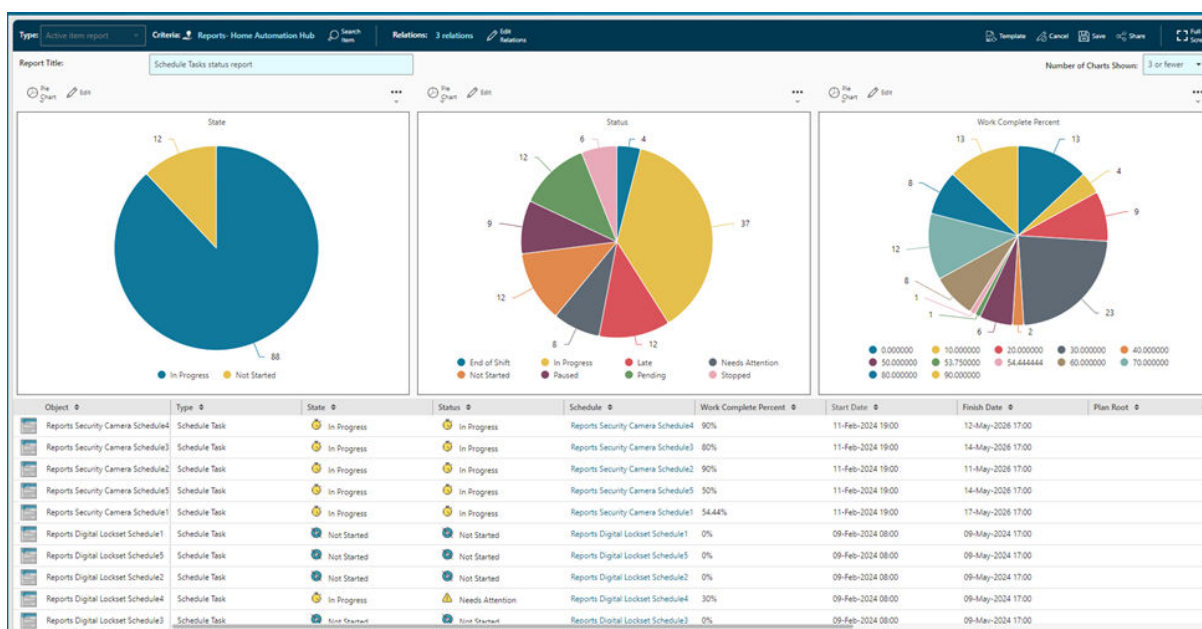 Type: Active item report Criteria: Reports- Home Automation Hub Search Item Relations: 3 relations Edit Relations Template Cancel Save Share Full Scre
Report Title: Schedule Tasks status report Number of Charts Shown: 3 or fewer
Pie Chart Edit ••• Pie Chart Edit ••• Pie Chart Edit •••
State
12
88
In Progress Not Started
Status
6 4
12
37
9
12
8
12
End of Shift In Progress Late Needs Attention
Not Started Paused Pending Stopped
Work Complete Percent
13 13
4
8
9
12
8
1
1
23
6 2
0.000000 10.000000 20.000000 30.000000 40.000000
50.000000 53.750000 54.444444 60.000000 70.000000
80.000000 90.000000
Object Type State Status Schedule Work Complete Percent Start Date Finish Date Plan Root
Reports Security Camera Schedule4 Schedule Task In Progress In Progress Reports Security Camera Schedule4 90% 11-Feb-2024 19:00 12-May-2026 17:00
Reports Security Camera Schedule3 Schedule Task In Progress In Progress Reports Security Camera Schedule3 80% 11-Feb-2024 19:00 14-May-2026 17:00
Reports Security Camera Schedule2 Schedule Task In Progress In Progress Reports Security Camera Schedule2 90% 11-Feb-2024 19:00 11-May-2026 17:00
Reports Security Camera Schedule5 Schedule Task In Progress In Progress Reports Security Camera Schedule5 50% 11-Feb-2024 19:00 14-May-2026 17:00
Reports Security Camera Schedule1 Schedule Task In Progress In Progress Reports Security Camera Schedule1 54.44% 11-Feb-2024 19:00 17-May-2026 17:00
Reports Digital Lockset Schedule1 Schedule Task Not Started Not Started Reports Digital Lockset Schedule1 0% 09-Feb-2024 08:00 09-May-2024 17:00
Reports Digital Lockset Schedule5 Schedule Task Not Started Not Started Reports Digital Lockset Schedule5 0% 09-Feb-2024 08:00 09-May-2024 17:00
Reports Digital Lockset Schedule2 Schedule Task Not Started Not Started Reports Digital Lockset Schedule2 0% 09-Feb-2024 08:00 09-May-2024 17:00
Reports Digital Lockset Schedule4 Schedule Task In Progress Needs Attention Reports Digital Lockset Schedule4 30% 09-Feb-2024 08:00 09-May-2024 17:00
Reports Digital Lockset Schedule3 Schedule Task Not Started Not Started Reports Digital Lockset Schedule3 0% 09-Feb-2024 08:00 09-May-2024 17:00